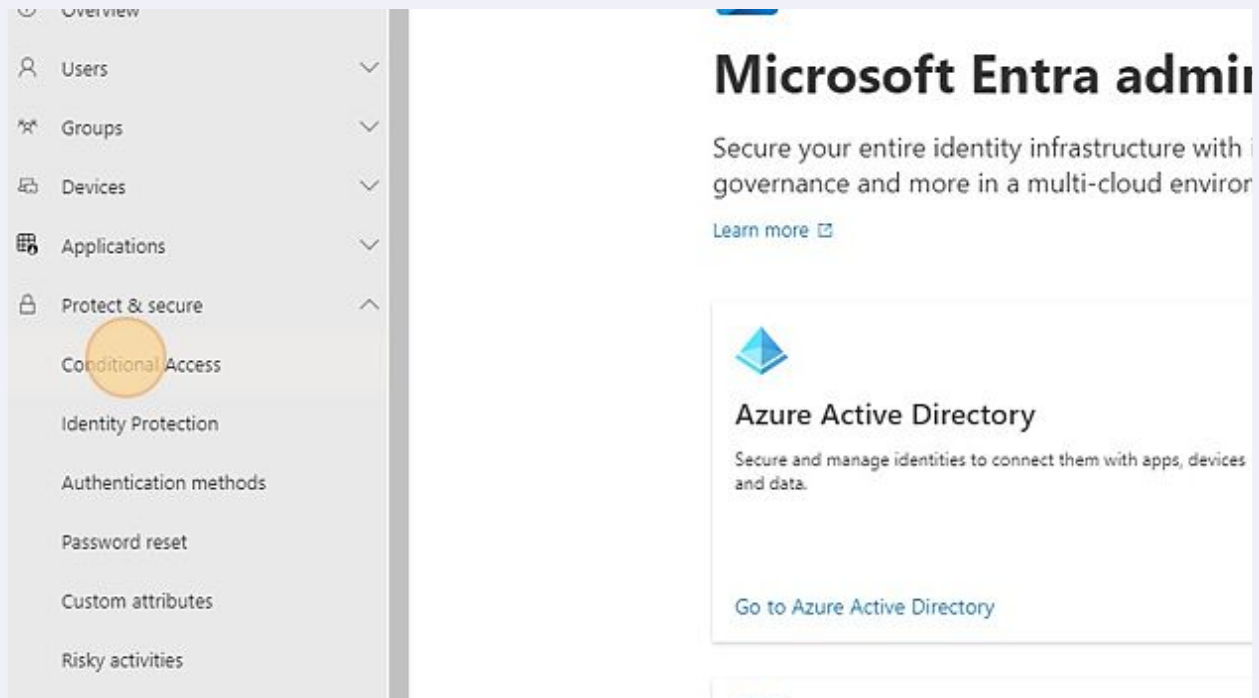 Overview
Users
Groups
Devices
Applications
Protect & secure
Conditional Access
Identity Protection
Authentication methods
Password reset
Custom attributes
Risky activities
Microsoft Entra admi
Secure your entire identity infrastructure with
governance and more in a multi-cloud enviro
Learn more
Azure Active Directory
Secure and manage identities to connect them with apps, devices
and data.
Go to Azure Active Directory